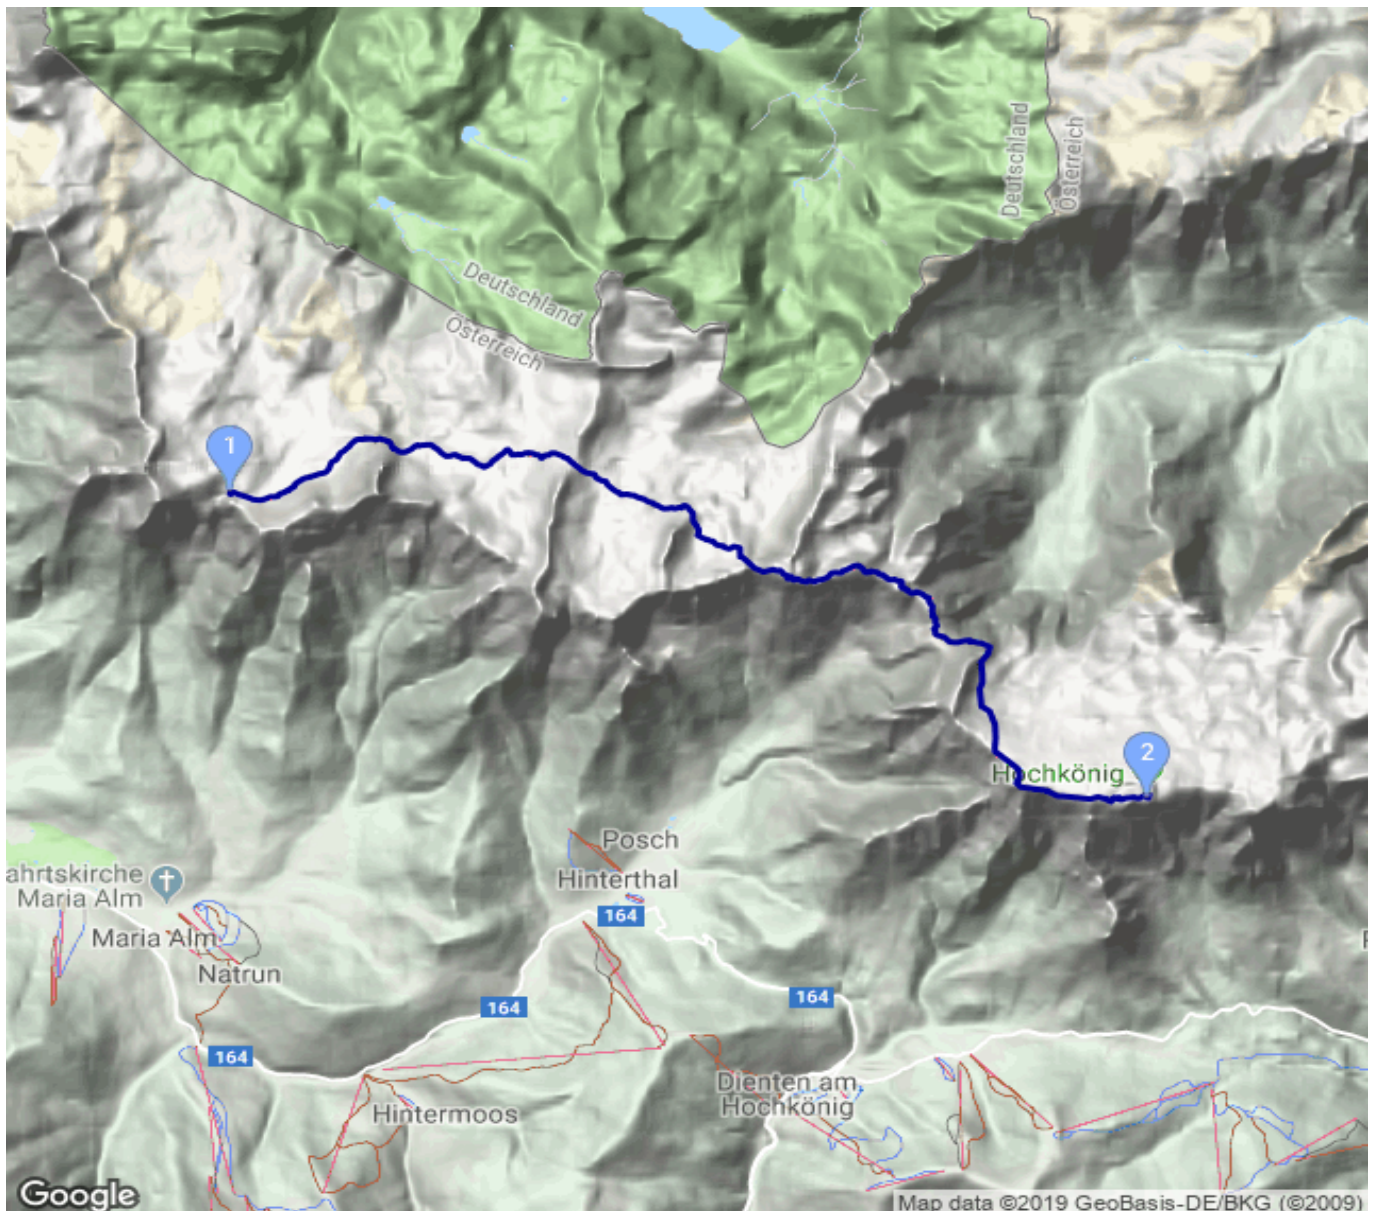 Deutschland
Österreich
Deutschland
Österreich
1
2
Hochkönig
Posch
Hinterthal
ahrtskirche
Maria Alm
164
Maria Alm
Natrun
164
164
164
Dienten am
Hochkönig
Hintermoos
Google
Map data ©2019 GeoBasis-DE/BKG (©2009)